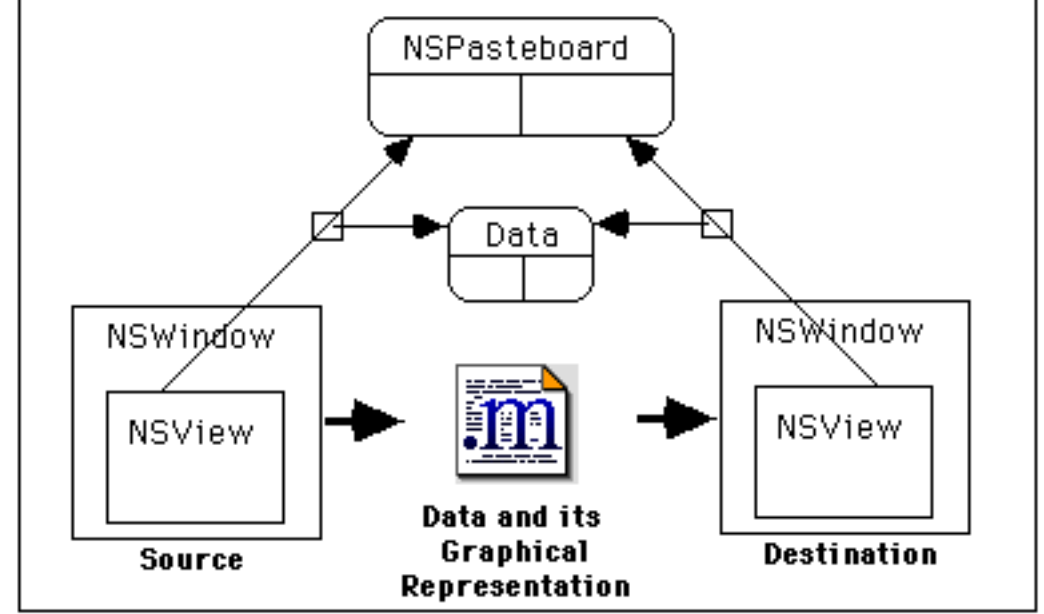 NSPasteboard
Data
NSWindow
NSWindow
NSView
NSView
.m
Data and its
Graphical
Representation
Source
Destination